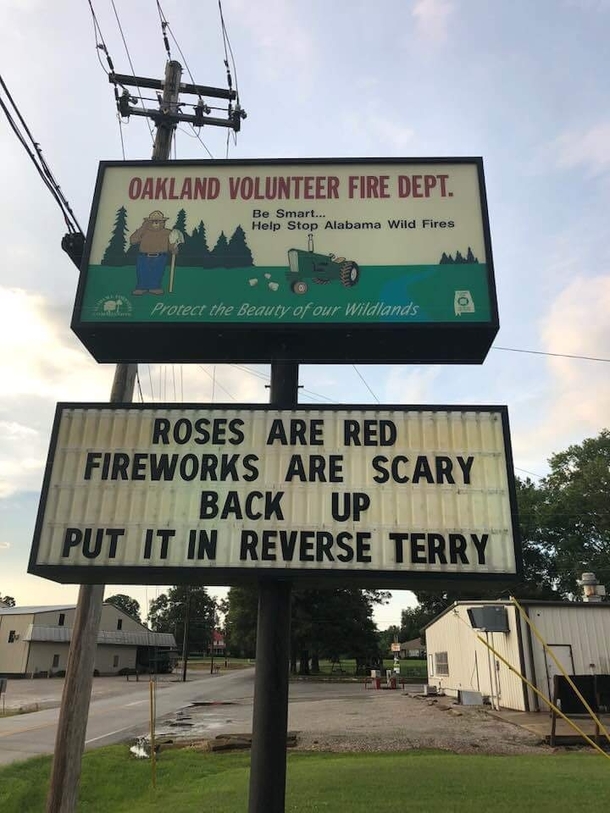 OAKLAND VOLUNTEER FIRE DEPT.
Be Smart...
Help Stop Alabama Wild Fires
Protect the Beauty of our Wildlands
ROSES ARE RED
FIREWORKS ARE SCARY
BACK UP
PUT IT IN REVERSE TERRY